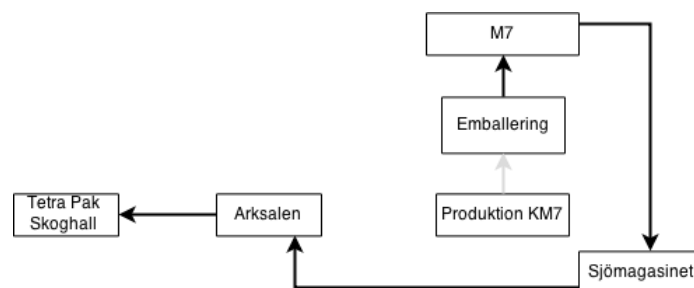 M7
Emballering
Tetra Pak
Skoghall
Arksalen
Produktion KM7
Sjömagasinet